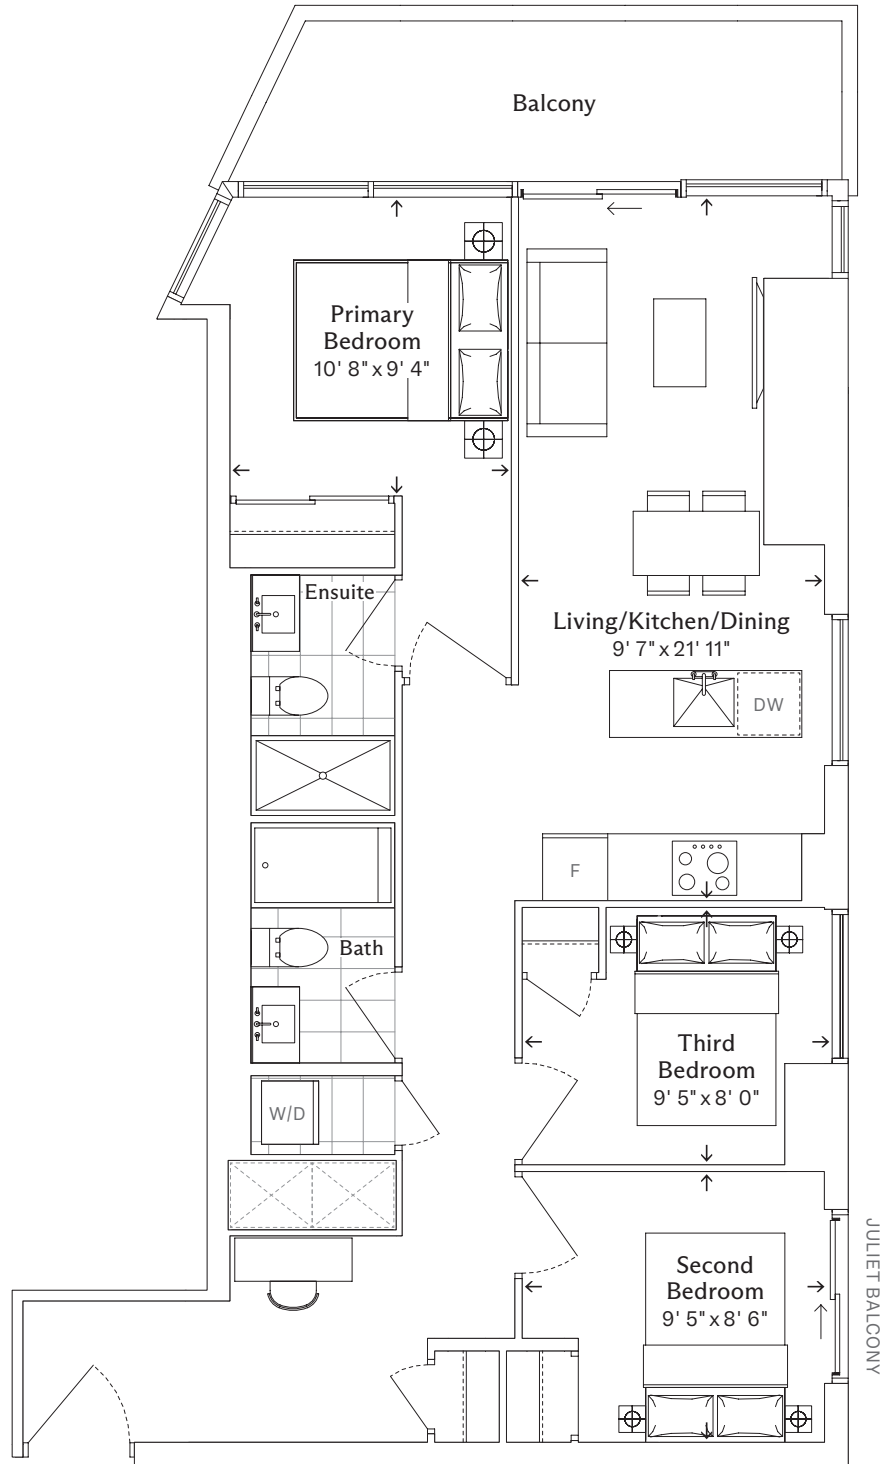 Balcony
Primary
Bedroom
10' 8" x 9' 4"
Ensuite
Living/Kitchen/Dining
9' 7" x 21' 11"
DW
F
Bath
Third
Bedroom
9' 5" x 8' 0"
W/D
Second
Bedroom
9' 5" x 8' 6"
JULIET BALCONY